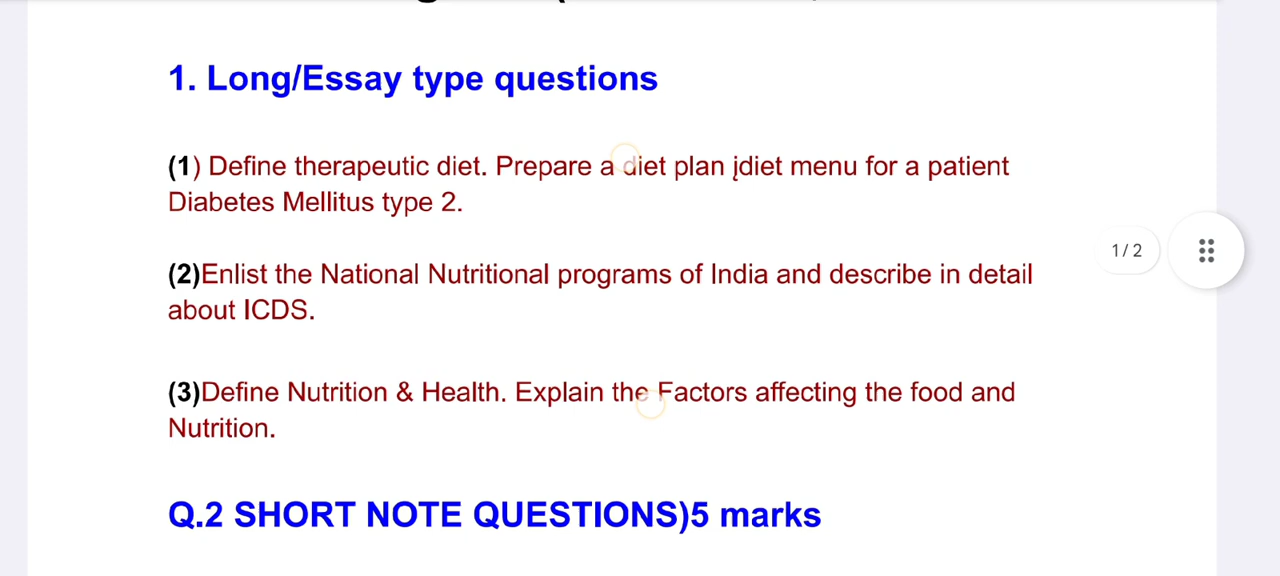 1. Long/Essay type questions
(1) Define therapeutic diet. Prepare a diet plan įdiet menu for a patient
Diabetes Mellitus type 2.
(2)Enlist the National Nutritional programs of India and describe in detail
about ICDS.
1/2
(3)Define Nutrition & Health. Explain the Factors affecting the food and
Nutrition.
Q.2 SHORT NOTE QUESTIONS)5 marks